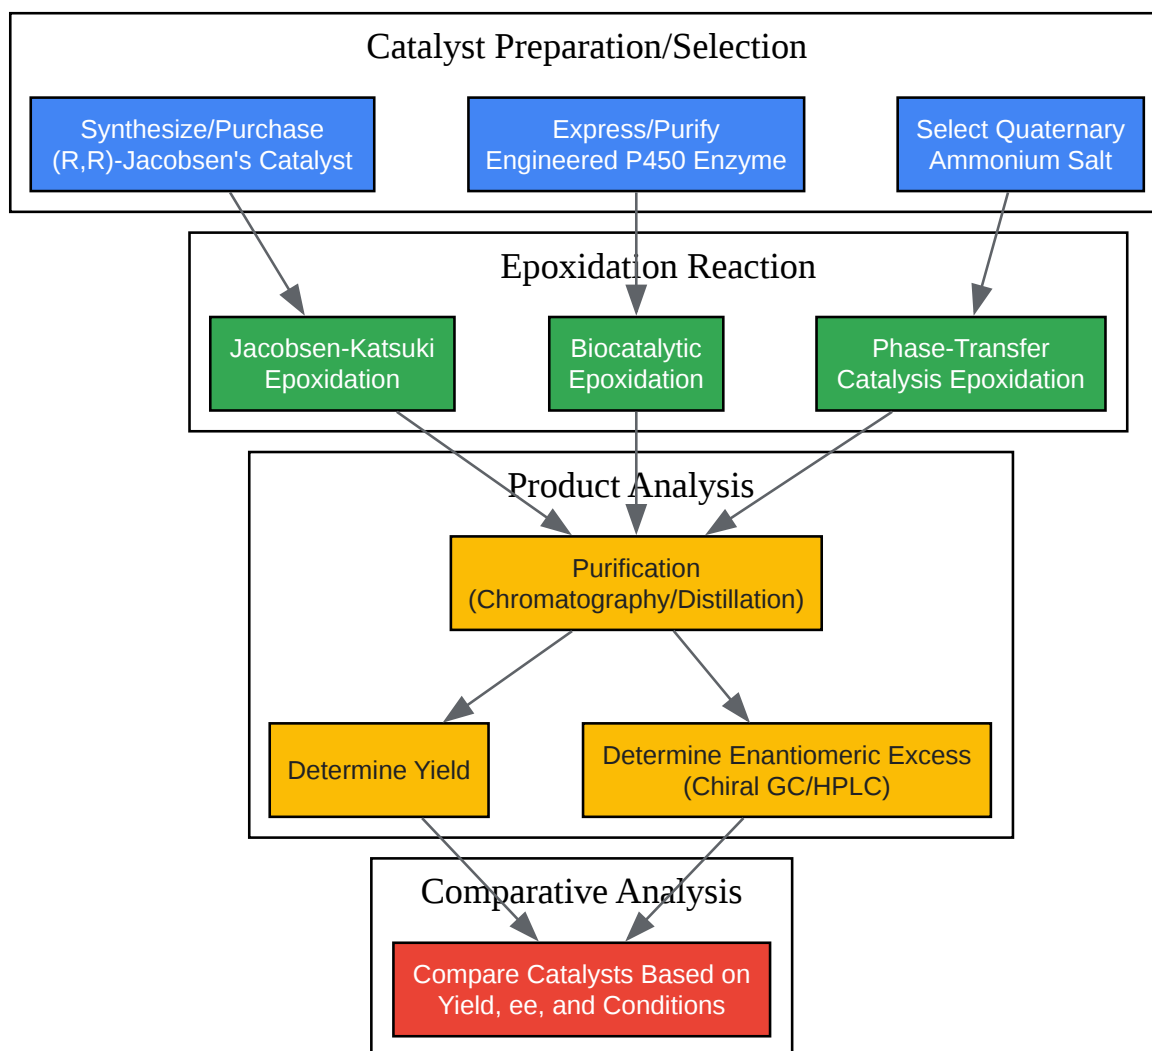 Catalyst Preparation/Selection
Synthesize/Purchase
(R,R)-Jacobsen's Catalyst
Express/Purify
Engineered P450 Enzyme
Select Quaternary
Ammonium Salt
Epoxidation Reaction
Jacobsen-Katsuki
Epoxidation
Biocatalytic
Epoxidation
Phase-Transfer
Catalysis Epoxidation
Product Analysis
Purification
(Chromatography/Distillation)
Determine Yield
Determine Enantiomeric Excess
(Chiral GC/HPLC)
Comparative Analysis
Compare Catalysts Based on
Yield, ee, and Conditions